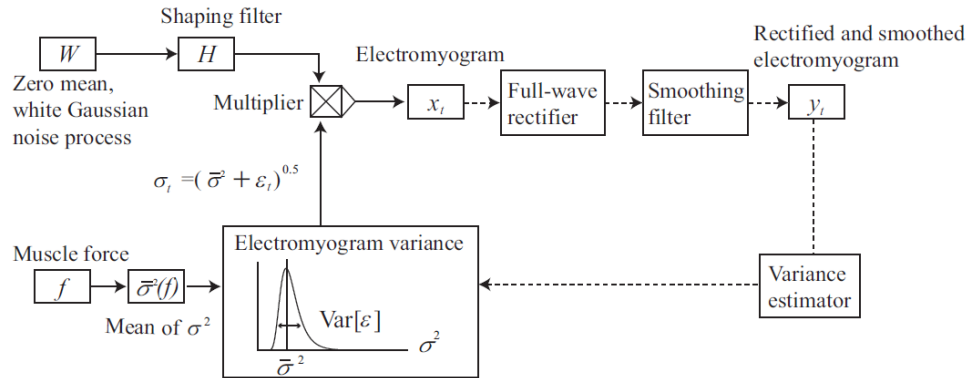 Shaping filter
W
H
Zero mean,
white Gaussian
noise process
Multiplier
Electromyogram
x_t
Full-wave
rectifier
Smoothing
filter
Rectified and smoothed
electromyogram
y_t
σ_t =( σ̄² + ε_t)^0.5
Muscle force
f
σ̄²(f)
Mean of σ²
Electromyogram variance
Var[ε]
σ²
σ̄ ²
Variance
estimator